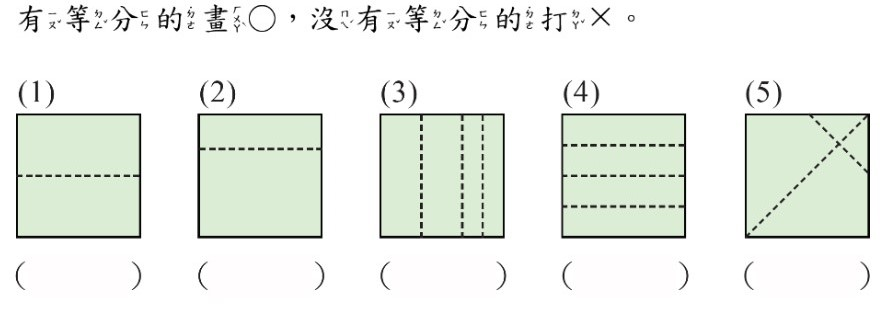 有等分的畫○，沒有等分的打×。
(1) (2) (3) (4) (5)
(　) (　) (　) (　) (　)